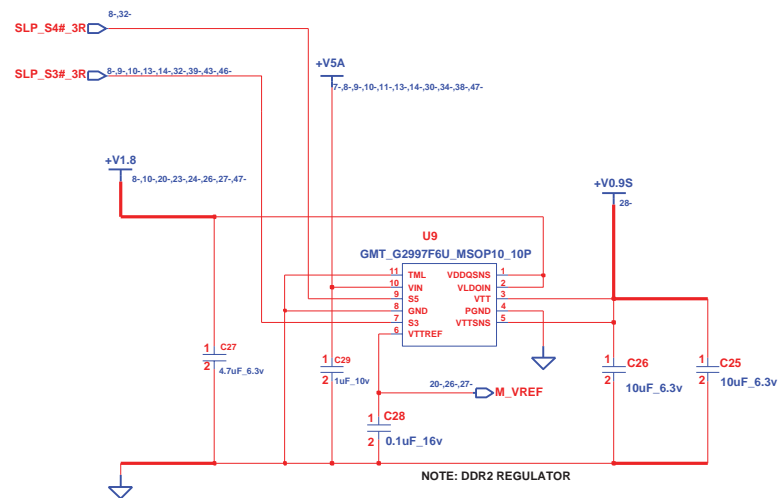 8-,32-
SLP_S4#_3R
SLP_S3#_3R
8-,9-,10-,13-,14-,32-,39-,43-,46-
+V5A
7-,8-,9-,10-,11-,13-,14-,30-,34-,38-,47-
+V1.8
8-,10-,20-,23-,24-,26-,27-,47-
+V0.9S
28-
U9
GMT_G2997F6U_MSOP10_10P
11 TML VDDQSNS 1
10 VIN VLDOIN 2
9 S5 VTT 3
8 GND PGND 4
7 S3 VTTSNS 5
6 VTTREF
1 C27
2 4.7uF_6.3v
1 C29
2 1uF_10v
1 C26
2 10uF_6.3v
1 C25
2 10uF_6.3v
20-,26-,27-
M_VREF
1 C28
2 0.1uF_16v
NOTE: DDR2 REGULATOR